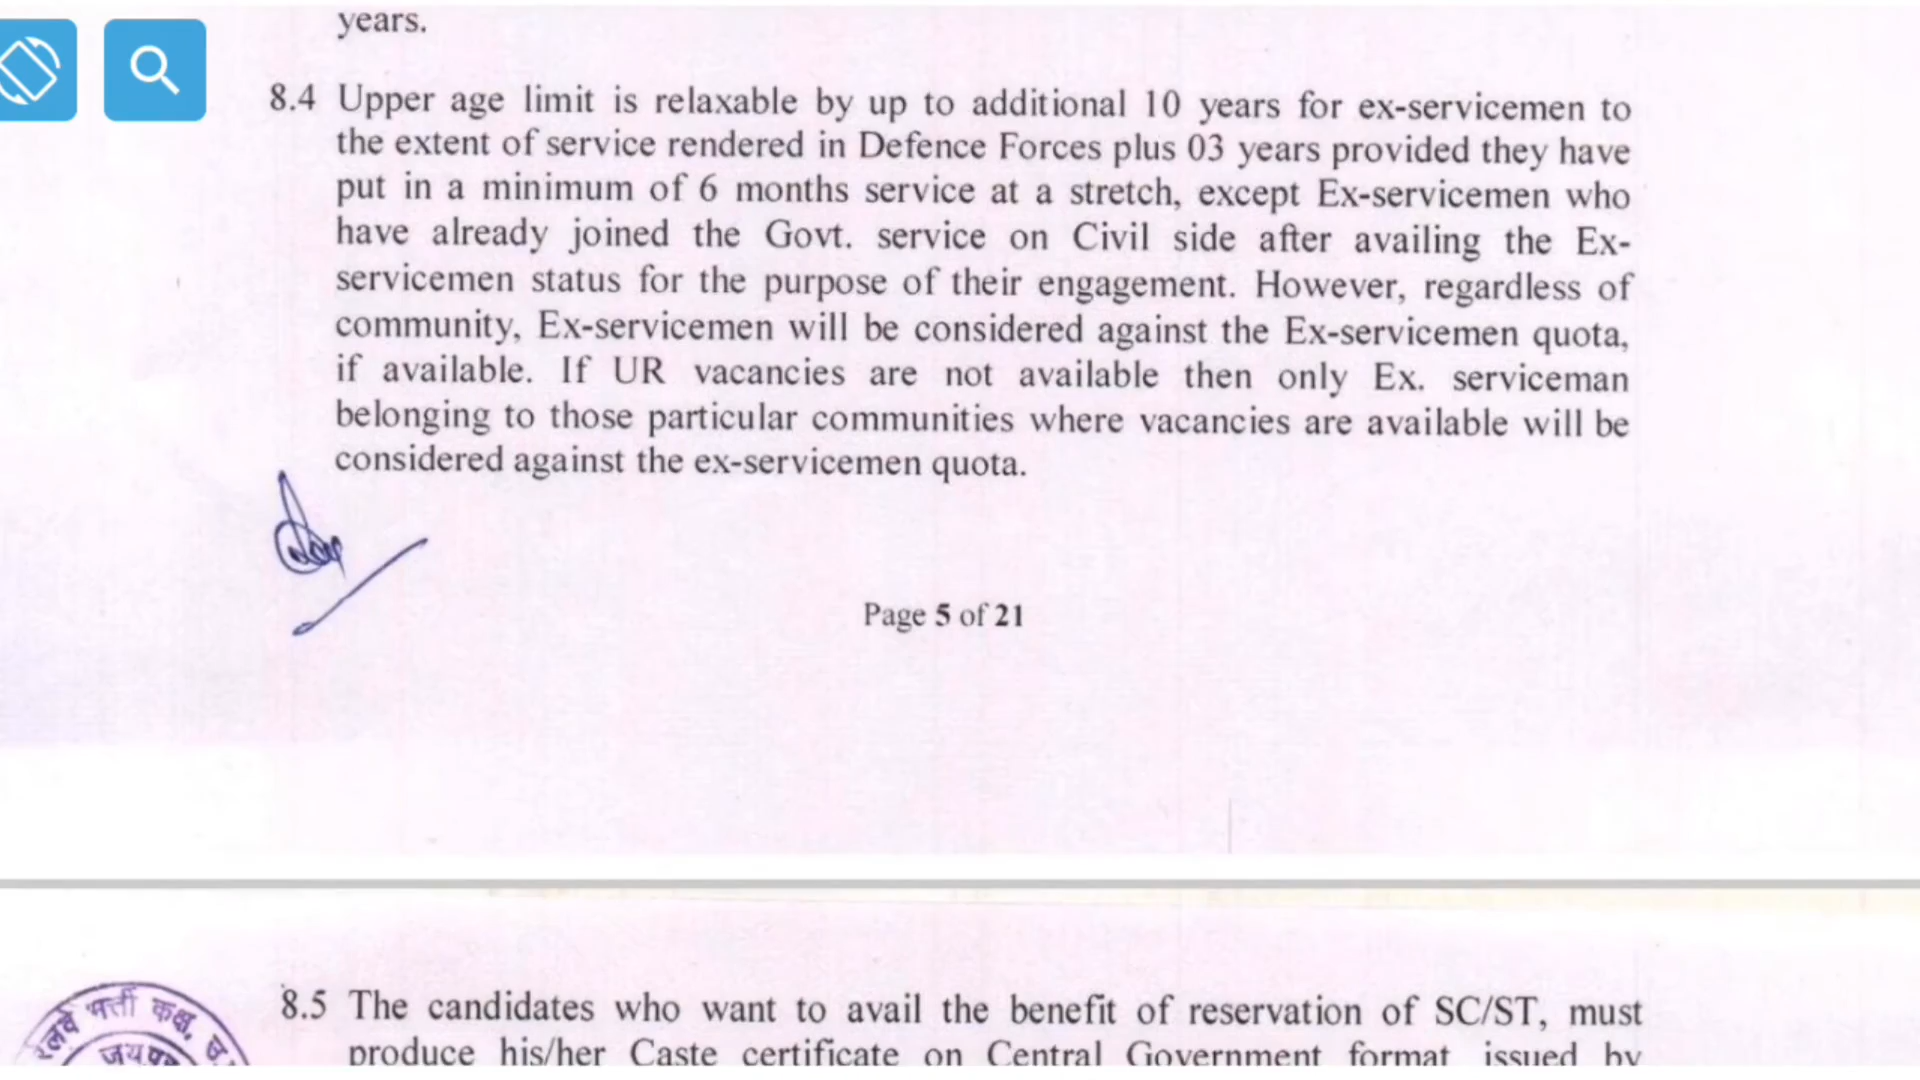 years.
8.4 Upper age limit is relaxable by up to additional 10 years for ex-servicemen to
the extent of service rendered in Defence Forces plus 03 years provided they have
put in a minimum of 6 months service at a stretch, except Ex-servicemen who
have already joined the Govt. service on Civil side after availing the Ex-
servicemen status for the purpose of their engagement. However, regardless of
community, Ex-servicemen will be considered against the Ex-servicemen quota,
if available. If UR vacancies are not available then only Ex. serviceman
belonging to those particular communities where vacancies are available will be
considered against the ex-servicemen quota.
Page 5 of 21
8.5 The candidates who want to avail the benefit of reservation of SC/ST, must
produce his/her Caste certificate on Central Government format issued by
भर्ती कक्ष,